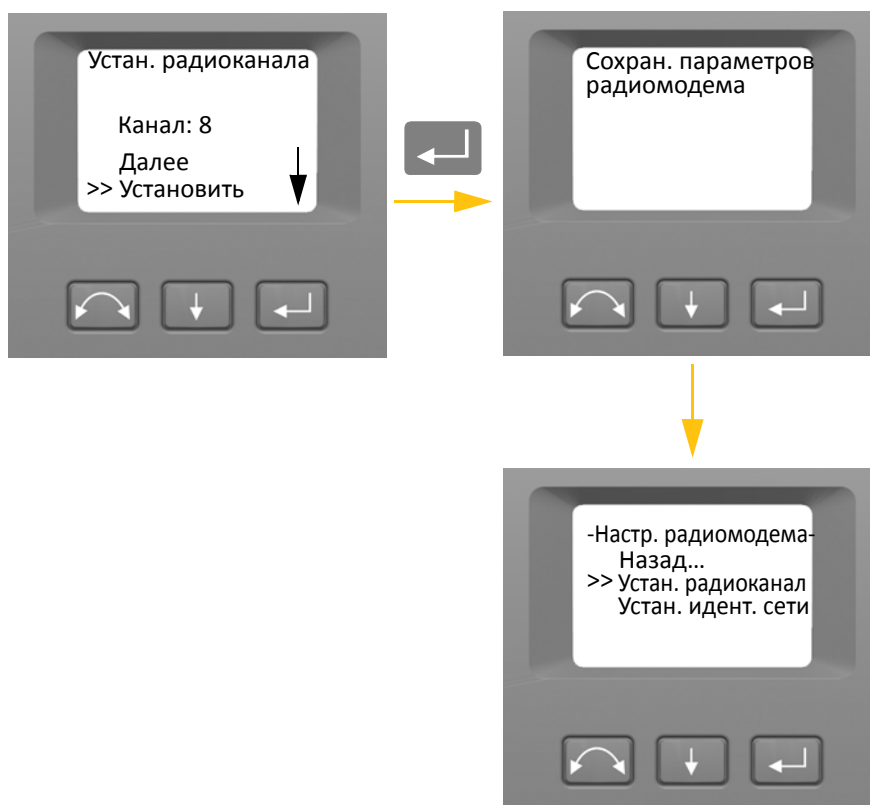 Устан. радиоканала
Канал: 8
Далее
>> Установить
Сохран. параметров
радиомодема
-Настр. радиомодема-
Назад...
>> Устан. радиоканал
Устан. идент. сети